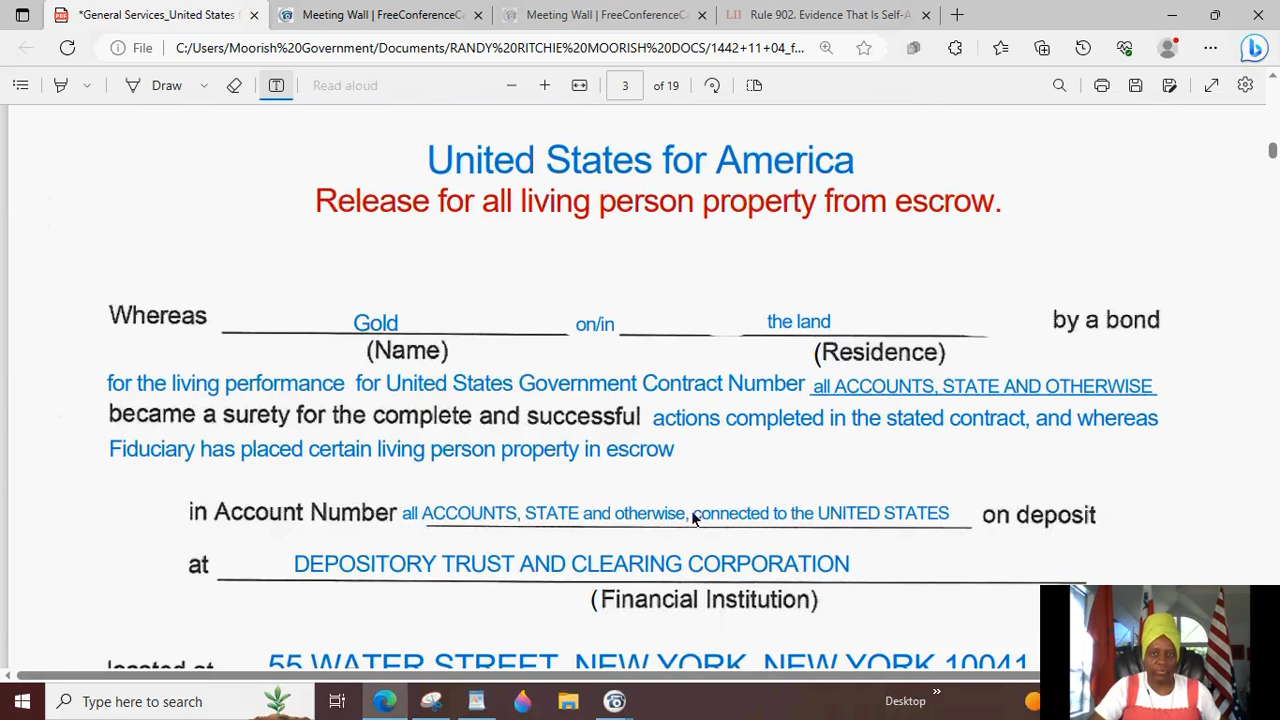 *General Services_United States f
Meeting Wall | FreeConferenceCa
Meeting Wall | FreeConferenceCa
LII Rule 902. Evidence That Is Self-A
File C:/Users/Moorish%20Government/Documents/RANDY%20RITCHIE%20MOORISH%20DOCS/1442+11+04_f...
Draw Read aloud 3 of 19
United States for America
Release for all living person property from escrow.
Whereas Gold on/in the land by a bond
(Name) (Residence)
for the living performance for United States Government Contract Number all ACCOUNTS, STATE AND OTHERWISE
became a surety for the complete and successful actions completed in the stated contract, and whereas
Fiduciary has placed certain living person property in escrow
in Account Number all ACCOUNTS, STATE and otherwise, connected to the UNITED STATES on deposit
at DEPOSITORY TRUST AND CLEARING CORPORATION
(Financial Institution)
located at 55 WATER STREET, NEW YORK, NEW YORK 10041
Type here to search Desktop